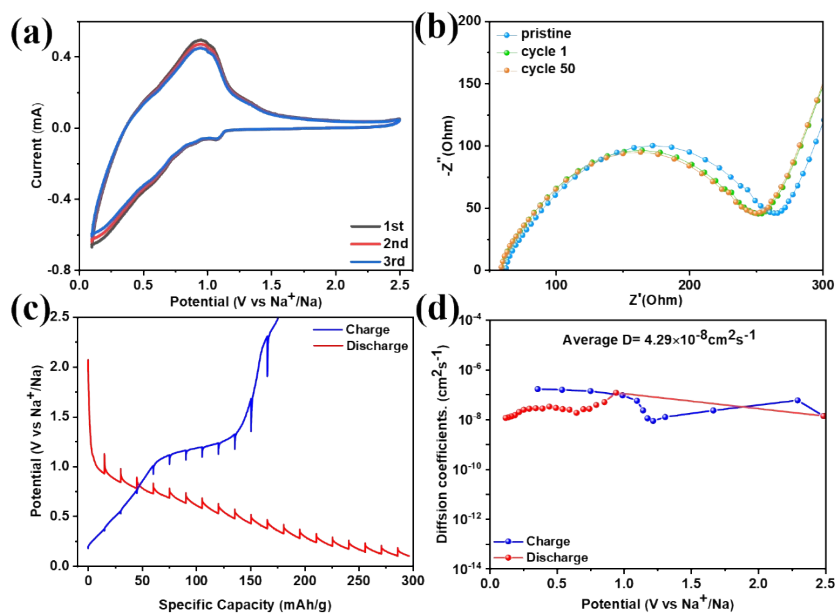 (a)
0.4
0.0
-0.4
-0.8
Current (mA)
0.0 0.5 1.0 1.5 2.0 2.5
Potential (V vs Na⁺/Na)
1st
2nd
3rd
(b)
200
150
100
50
0
-Z''(Ohm)
100 200 300
Z'(Ohm)
pristine
cycle 1
cycle 50
(c)
2.5
2.0
1.5
1.0
0.5
0.0
Potential (V vs Na⁺/Na)
0 50 100 150 200 250 300
Specific Capacity (mAh/g)
Charge
Discharge
(d)
10⁻⁴
10⁻⁶
10⁻⁸
10⁻¹⁰
10⁻¹²
10⁻¹⁴
Diffsion coefficients. (cm²s⁻¹)
Average D= 4.29×10⁻⁸cm²s⁻¹
Charge
Discharge
0.0 0.5 1.0 1.5 2.0 2.5
Potential (V vs Na⁺/Na)